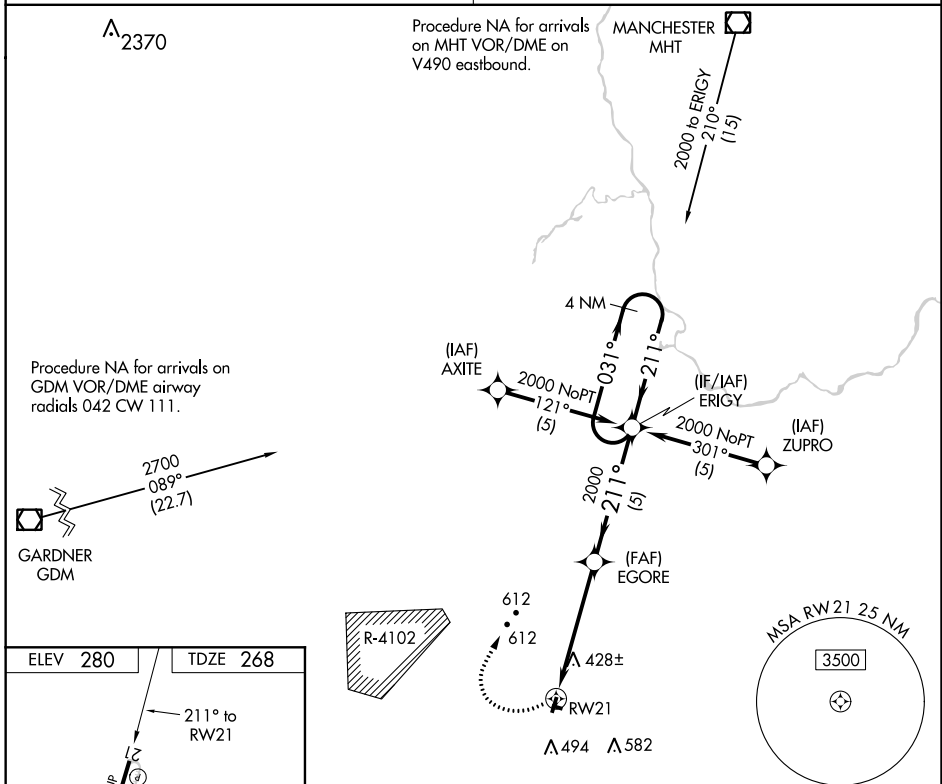 2370
Procedure NA for arrivals
on MHT VOR/DME on
V490 eastbound.
MANCHESTER
MHT
2000 to ERIGY
210°
(15)
4 NM
031°
211°
(IAF)
AXITE
2000 NoPT
121°
(5)
(IF/IAF)
ERIGY
2000 NoPT
301°
(5)
(IAF)
ZUPRO
Procedure NA for arrivals on
GDM VOR/DME airway
radials 042 CW 111.
2700
089°
(22.7)
GARDNER
GDM
2000
211°
(5)
(FAF)
EGORE
R-4102
612
612
428±
RW21
494
582
MSA RW 21 25 NM
3500
ELEV 280
TDZE 268
211° to
RW21
21
P